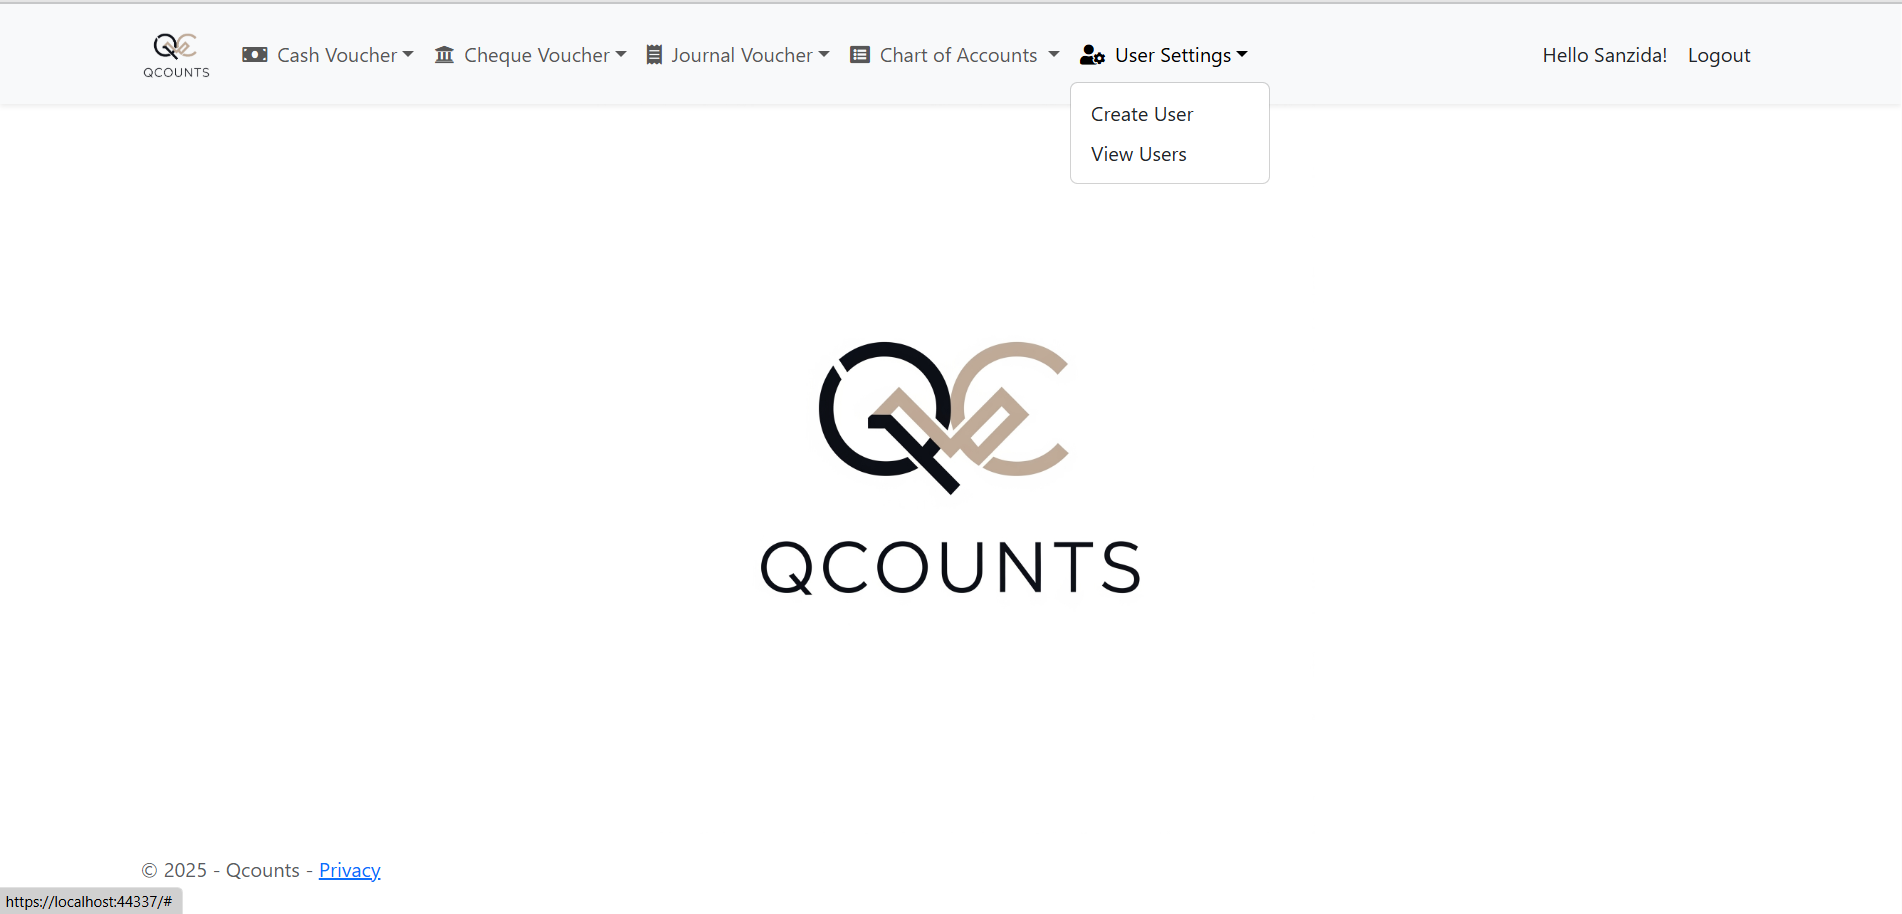 QCOUNTS
Cash Voucher
Cheque Voucher
Journal Voucher
Chart of Accounts
User Settings
Hello Sanzida!
Logout
Create User
View Users
QCOUNTS
© 2025 - Qcounts - Privacy
https://localhost:44337/#